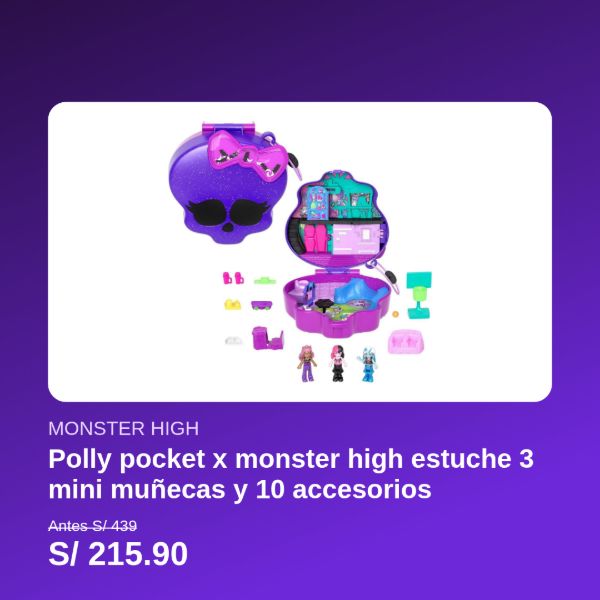 MONSTER HIGH
Polly pocket x monster high estuche 3
mini muñecas y 10 accesorios
Antes S/ 439
S/ 215.90